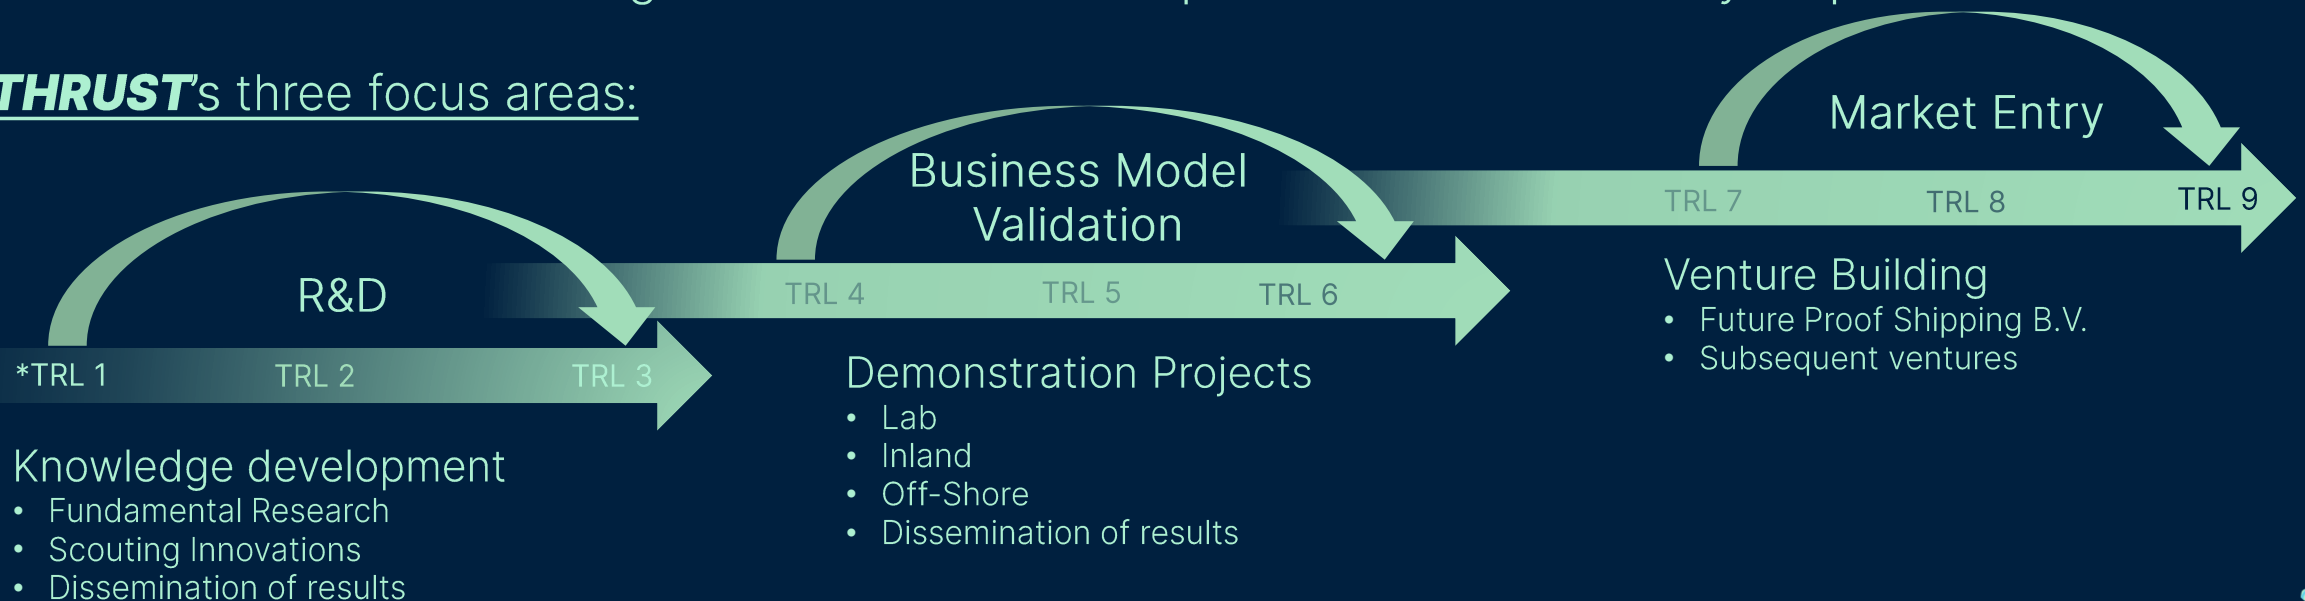 THRUST's three focus areas:
R&D
*TRL 1 TRL 2 TRL 3
Knowledge development
• Fundamental Research
• Scouting Innovations
• Dissemination of results
Business Model
Validation
TRL 4 TRL 5 TRL 6
Demonstration Projects
• Lab
• Inland
• Off-Shore
• Dissemination of results
Market Entry
TRL 7 TRL 8 TRL 9
Venture Building
• Future Proof Shipping B.V.
• Subsequent ventures